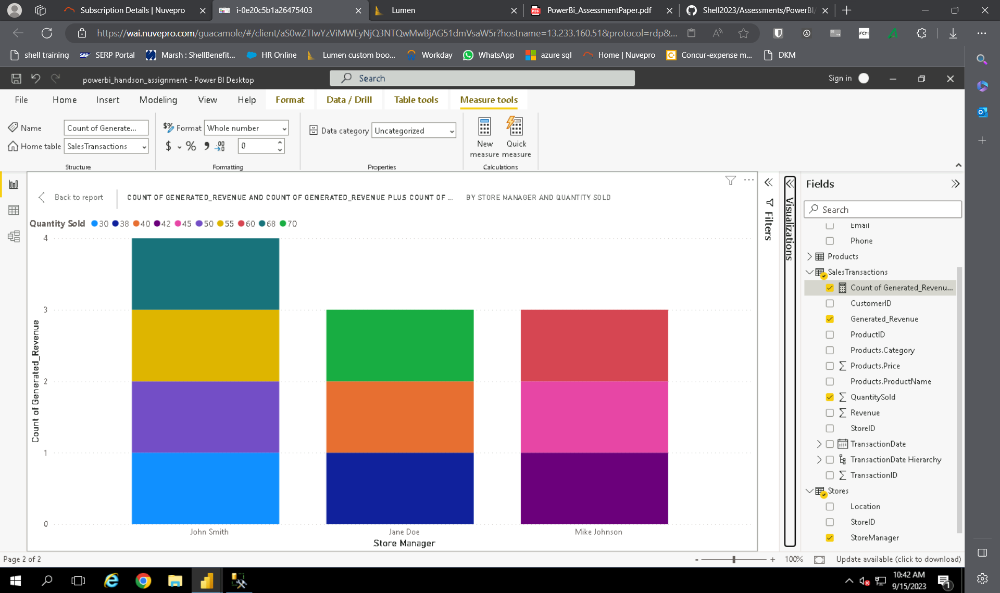 Subscription Details | Nuvepro
i-0e20c5b1a26475403
Lumen
PowerBi_AssessmentPaper.pdf
Shell2023/Assessments/PowerBI/
https://wai.nuvepro.com/guacamole/#/client/aS0wZTIwYzViMWEyNjQ3NTQwMwBjAG51dmVsaW5r?hostname=13.233.160.51&protocol=rdp&...
shell training
SERP Portal
Marsh : ShellBenefit...
HR Online
Lumen custom boo...
Workday
WhatsApp
azure sql
Home | Nuvepro
Concur-expense m...
DKM
powerbi_handson_assignment - Power BI Desktop
Search
Sign in
File
Home
Insert
Modeling
View
Help
Format
Data / Drill
Table tools
Measure tools
Name
Count of Generate...
Home table
SalesTransactions
Structure
$% Format
Whole number
$ % 9 .00
0
Formatting
Data category
Uncategorized
Properties
New measure
Quick measure
Calculations
Back to report
COUNT OF GENERATED_REVENUE AND COUNT OF GENERATED_REVENUE PLUS COUNT OF ...
BY STORE MANAGER AND QUANTITY SOLD
Quantity Sold 30 38 40 42 45 50 55 60 68 70
4
3
2
1
0
Count of Generated_Revenue
John Smith
Jane Doe
Mike Johnson
Store Manager
Filters
Visualizations
Fields
Search
Email
Phone
Products
SalesTransactions
Count of Generated_Revenu...
CustomerID
Generated_Revenue
ProductID
Products.Category
Products.Price
Products.ProductName
QuantitySold
Revenue
StoreID
TransactionDate
TransactionDate Hierarchy
TransactionID
Stores
Location
StoreID
StoreManager
Page 2 of 2
- + 100%
Update available (click to download)
10:42 AM
9/15/2023
1